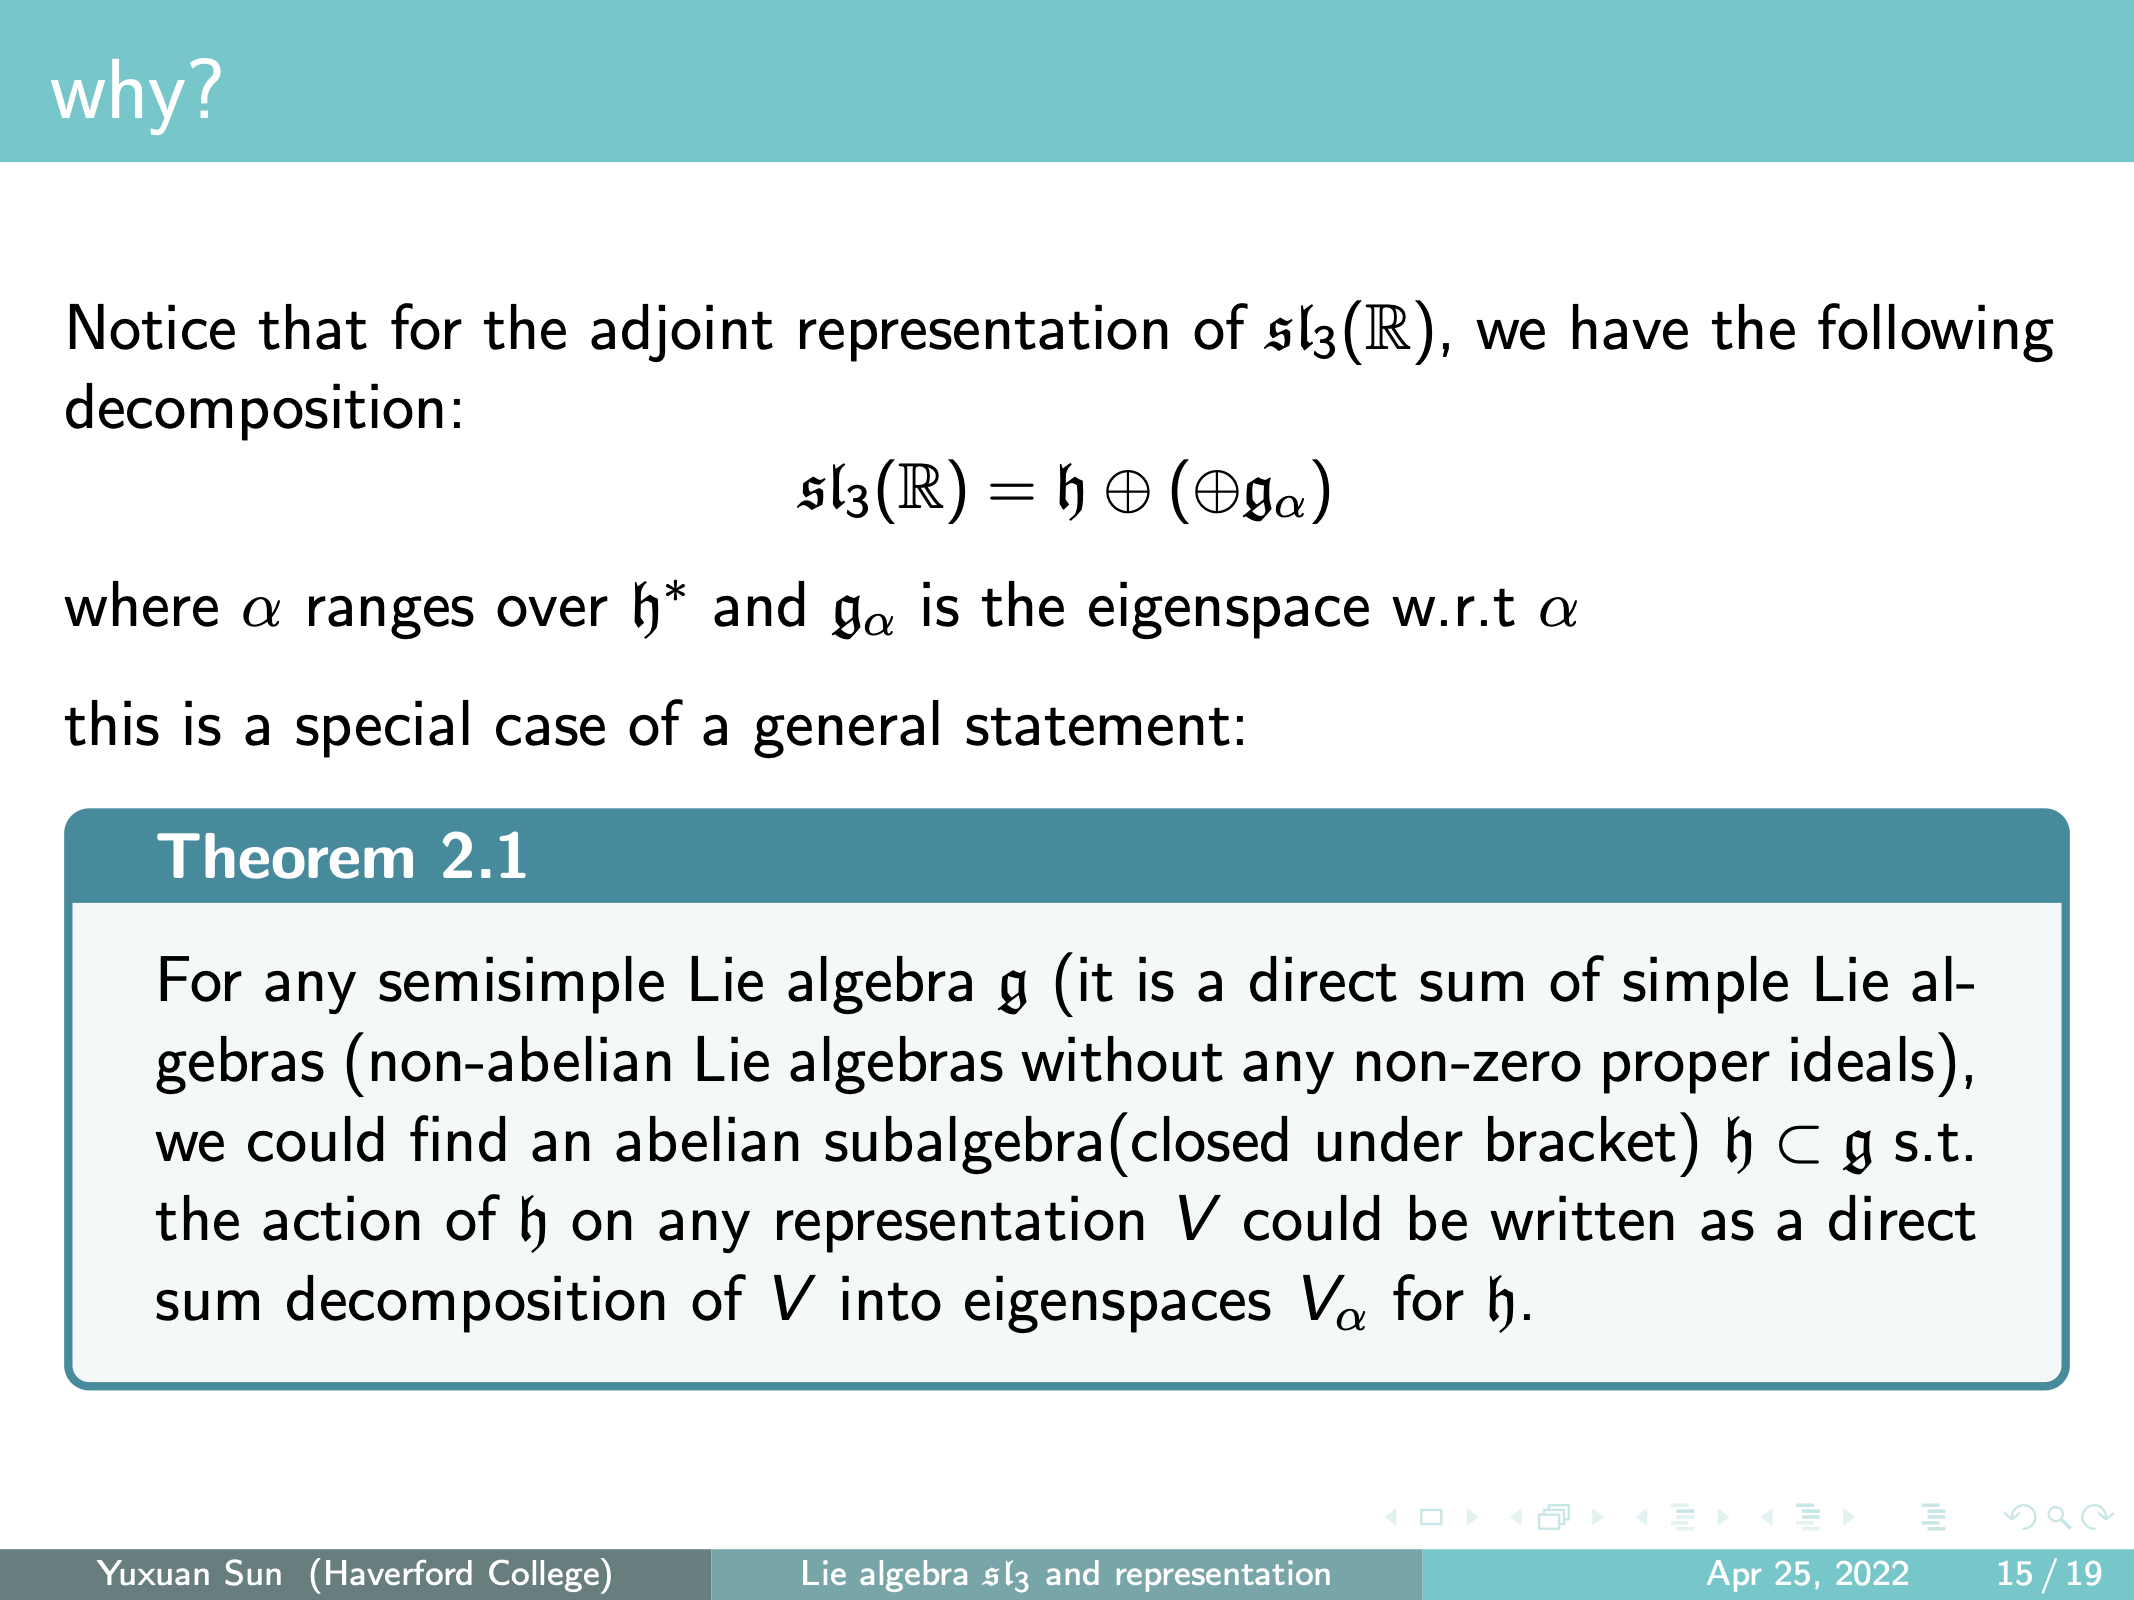 why?
Notice that for the adjoint representation of 𝔰𝔩₃(ℝ), we have the following
decomposition:
𝔰𝔩₃(ℝ) = 𝔥 ⊕ (⊕𝔤_α)
where α ranges over 𝔥* and 𝔤_α is the eigenspace w.r.t α
this is a special case of a general statement:
Theorem 2.1
For any semisimple Lie algebra 𝔤 (it is a direct sum of simple Lie al-
gebras (non-abelian Lie algebras without any non-zero proper ideals),
we could find an abelian subalgebra(closed under bracket) 𝔥 ⊂ 𝔤 s.t.
the action of 𝔥 on any representation V could be written as a direct
sum decomposition of V into eigenspaces V_α for 𝔥.
Yuxuan Sun (Haverford College) Lie algebra 𝔰𝔩₃ and representation Apr 25, 2022 15 / 19